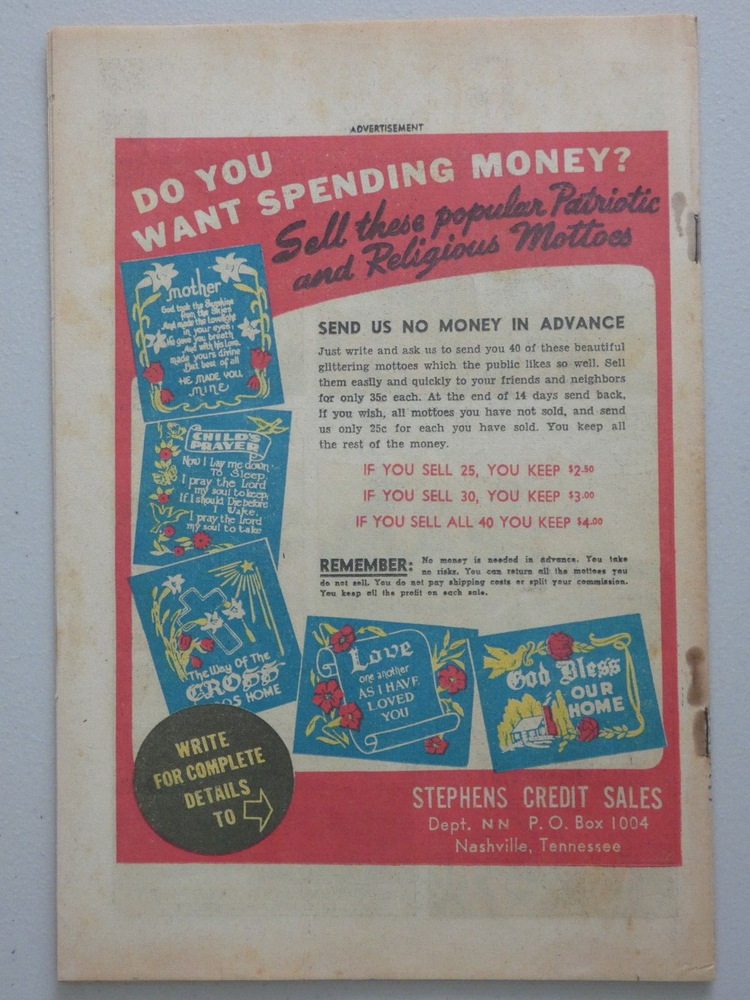 ADVERTISEMENT
DO YOU
WANT SPENDING MONEY?
Sell these popular Patriotic
and Religious Mottoes
mother
God took the Sunshine
from the Skies
And made the Lovelight
in your eyes;
He gave you breath
And with his Love,
made yours divine
But best of all
HE MADE YOU
MINE
CHILD'S
PRAYER
Now I lay me down
To Sleep
I pray the Lord
my soul to keep,
If I should Die before
I Wake.
I pray the Lord
my soul to take
The Way Of The
CROSS
HOME
SEND US NO MONEY IN ADVANCE
Just write and ask us to send you 40 of these beautiful
glittering mottoes which the public likes so well. Sell
them easily and quickly to your friends and neighbors
for only 35c each. At the end of 14 days send back,
if you wish, all mottoes you have not sold, and send
us only 25c for each you have sold. You keep all
the rest of the money.
IF YOU SELL 25, YOU KEEP $2.50
IF YOU SELL 30, YOU KEEP $3.00
IF YOU SELL ALL 40 YOU KEEP $4.00
REMEMBER: No money is needed in advance. You take
no risks. You can return all the mottoes you
do not sell. You do not pay shipping costs or split your commission.
You keep all the profit on each sale.
Love
one another
AS I HAVE
LOVED
YOU
God Bless
OUR
HOME
WRITE
FOR COMPLETE
DETAILS
TO
STEPHENS CREDIT SALES
Dept. NN P. O. Box 1004
Nashville, Tennessee